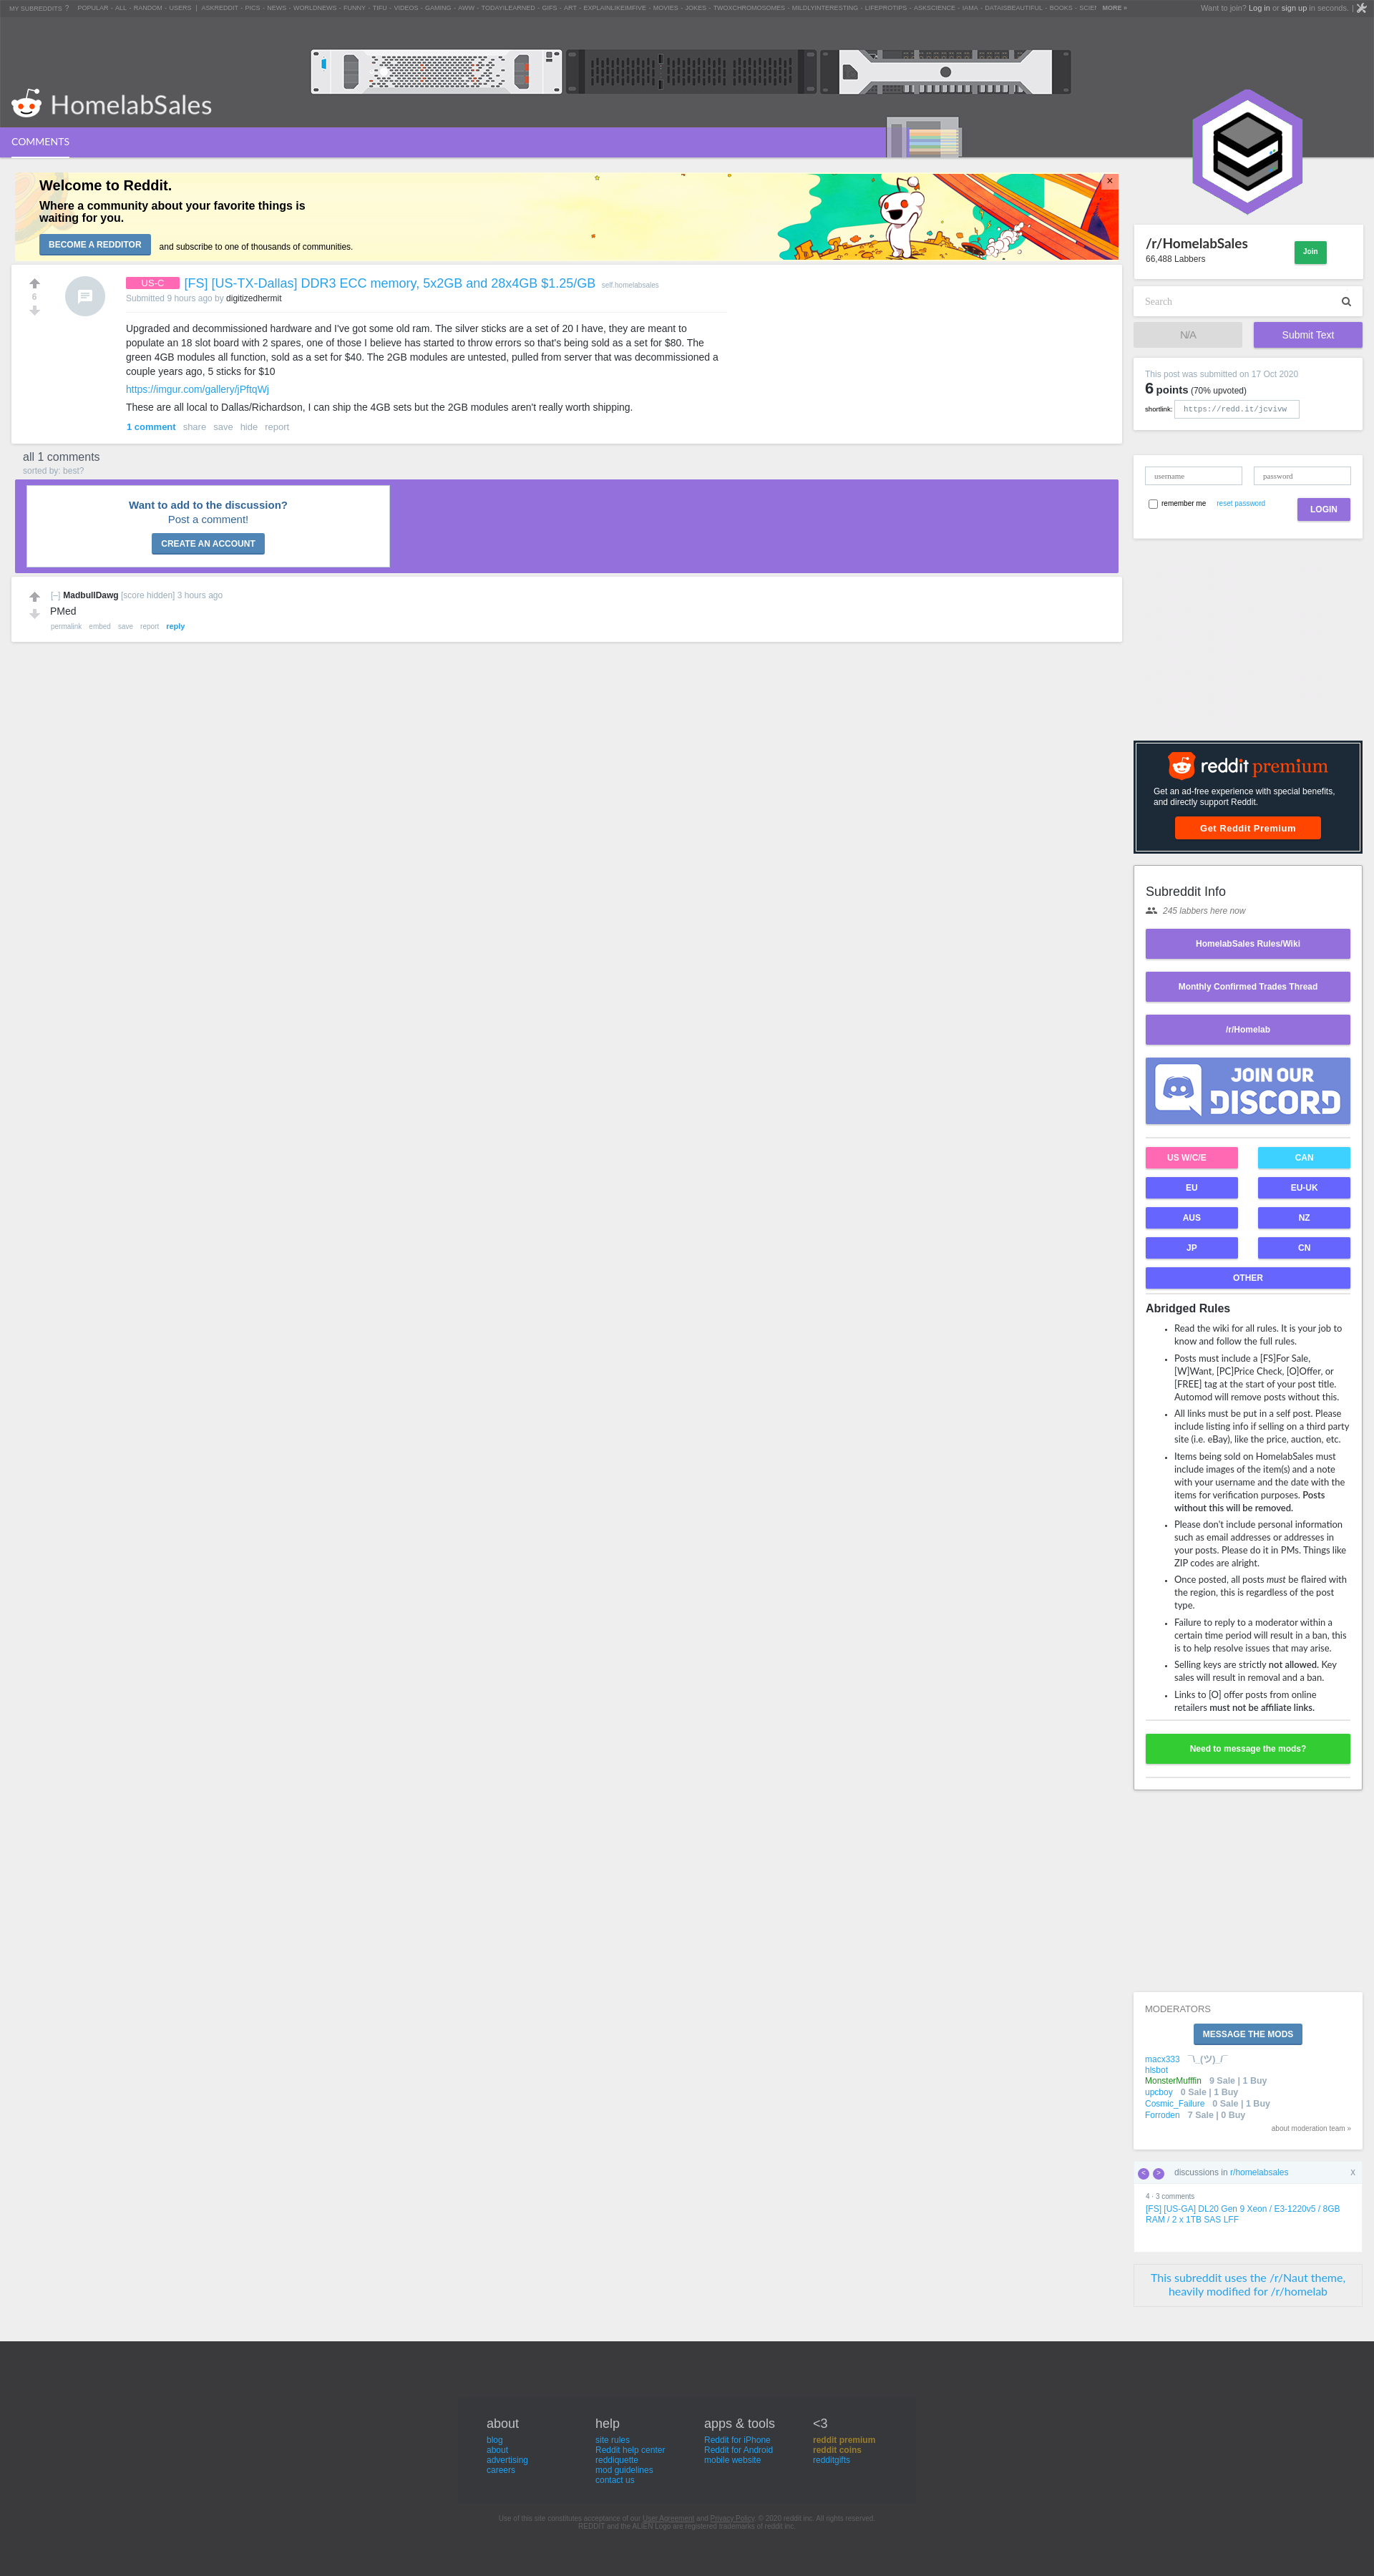 MY SUBREDDITS ? POPULAR - ALL - RANDOM - USERS | ASKREDDIT - PICS - NEWS - WORLDNEWS - FUNNY - TIFU - VIDEOS - GAMING - AWW - TODAYILEARNED - GIFS - ART - EXPLAINLIKEIMFIVE - MOVIES - JOKES - TWOXCHROMOSOMES - MILDLYINTERESTING - LIFEPROTIPS - ASKSCIENCE - IAMA - DATAISBEAUTIFUL - BOOKS - SCIE MORE » Want to join? Log in or sign up in seconds. |
HomelabSales
COMMENTS
Welcome to Reddit.
Where a community about your favorite things is
waiting for you.
BECOME A REDDITOR and subscribe to one of thousands of communities.
×
6
US-C [FS] [US-TX-Dallas] DDR3 ECC memory, 5x2GB and 28x4GB $1.25/GB self.homelabsales
Submitted 9 hours ago by digitizedhermit
Upgraded and decommissioned hardware and I've got some old ram. The silver sticks are a set of 20 I have, they are meant to
populate an 18 slot board with 2 spares, one of those I believe has started to throw errors so that's being sold as a set for $80. The
green 4GB modules all function, sold as a set for $40. The 2GB modules are untested, pulled from server that was decommissioned a
couple years ago, 5 sticks for $10
https://imgur.com/gallery/jPftqWj
These are all local to Dallas/Richardson, I can ship the 4GB sets but the 2GB modules aren't really worth shipping.
1 comment share save hide report
all 1 comments
sorted by: best?
Want to add to the discussion?
Post a comment!
CREATE AN ACCOUNT
[–] MadbullDawg [score hidden] 3 hours ago
PMed
permalink embed save report reply
/r/HomelabSales
66,488 Labbers
Join
Search
N/A
Submit Text
This post was submitted on 17 Oct 2020
6 points (70% upvoted)
shortlink: https://redd.it/jcvivw
username
password
remember me reset password
LOGIN
reddit premium
Get an ad-free experience with special benefits,
and directly support Reddit.
Get Reddit Premium
Subreddit Info
245 labbers here now
HomelabSales Rules/Wiki
Monthly Confirmed Trades Thread
/r/Homelab
JOIN OUR
DISCORD
US W/C/E
CAN
EU
EU-UK
AUS
NZ
JP
CN
OTHER
Abridged Rules
• Read the wiki for all rules. It is your job to
know and follow the full rules.
• Posts must include a [FS]For Sale,
[W]Want, [PC]Price Check, [O]Offer, or
[FREE] tag at the start of your post title.
Automod will remove posts without this.
• All links must be put in a self post. Please
include listing info if selling on a third party
site (i.e. eBay), like the price, auction, etc.
• Items being sold on HomelabSales must
include images of the item(s) and a note
with your username and the date with the
items for verification purposes. Posts
without this will be removed.
• Please don't include personal information
such as email addresses or addresses in
your posts. Please do it in PMs. Things like
ZIP codes are alright.
• Once posted, all posts must be flaired with
the region, this is regardless of the post
type.
• Failure to reply to a moderator within a
certain time period will result in a ban, this
is to help resolve issues that may arise.
• Selling keys are strictly not allowed. Key
sales will result in removal and a ban.
• Links to [O] offer posts from online
retailers must not be affiliate links.
Need to message the mods?
MODERATORS
MESSAGE THE MODS
macx333 ¯\_(ツ)_/¯
hlsbot
MonsterMufffin 9 Sale | 1 Buy
upcboy 0 Sale | 1 Buy
Cosmic_Failure 0 Sale | 1 Buy
Forroden 7 Sale | 0 Buy
about moderation team »
< > discussions in r/homelabsales X
4 · 3 comments
[FS] [US-GA] DL20 Gen 9 Xeon / E3-1220v5 / 8GB
RAM / 2 x 1TB SAS LFF
This subreddit uses the /r/Naut theme,
heavily modified for /r/homelab
about
blog
about
advertising
careers
help
site rules
Reddit help center
reddiquette
mod guidelines
contact us
apps & tools
Reddit for iPhone
Reddit for Android
mobile website
<3
reddit premium
reddit coins
redditgifts
Use of this site constitutes acceptance of our User Agreement and Privacy Policy. © 2020 reddit inc. All rights reserved.
REDDIT and the ALIEN Logo are registered trademarks of reddit inc.